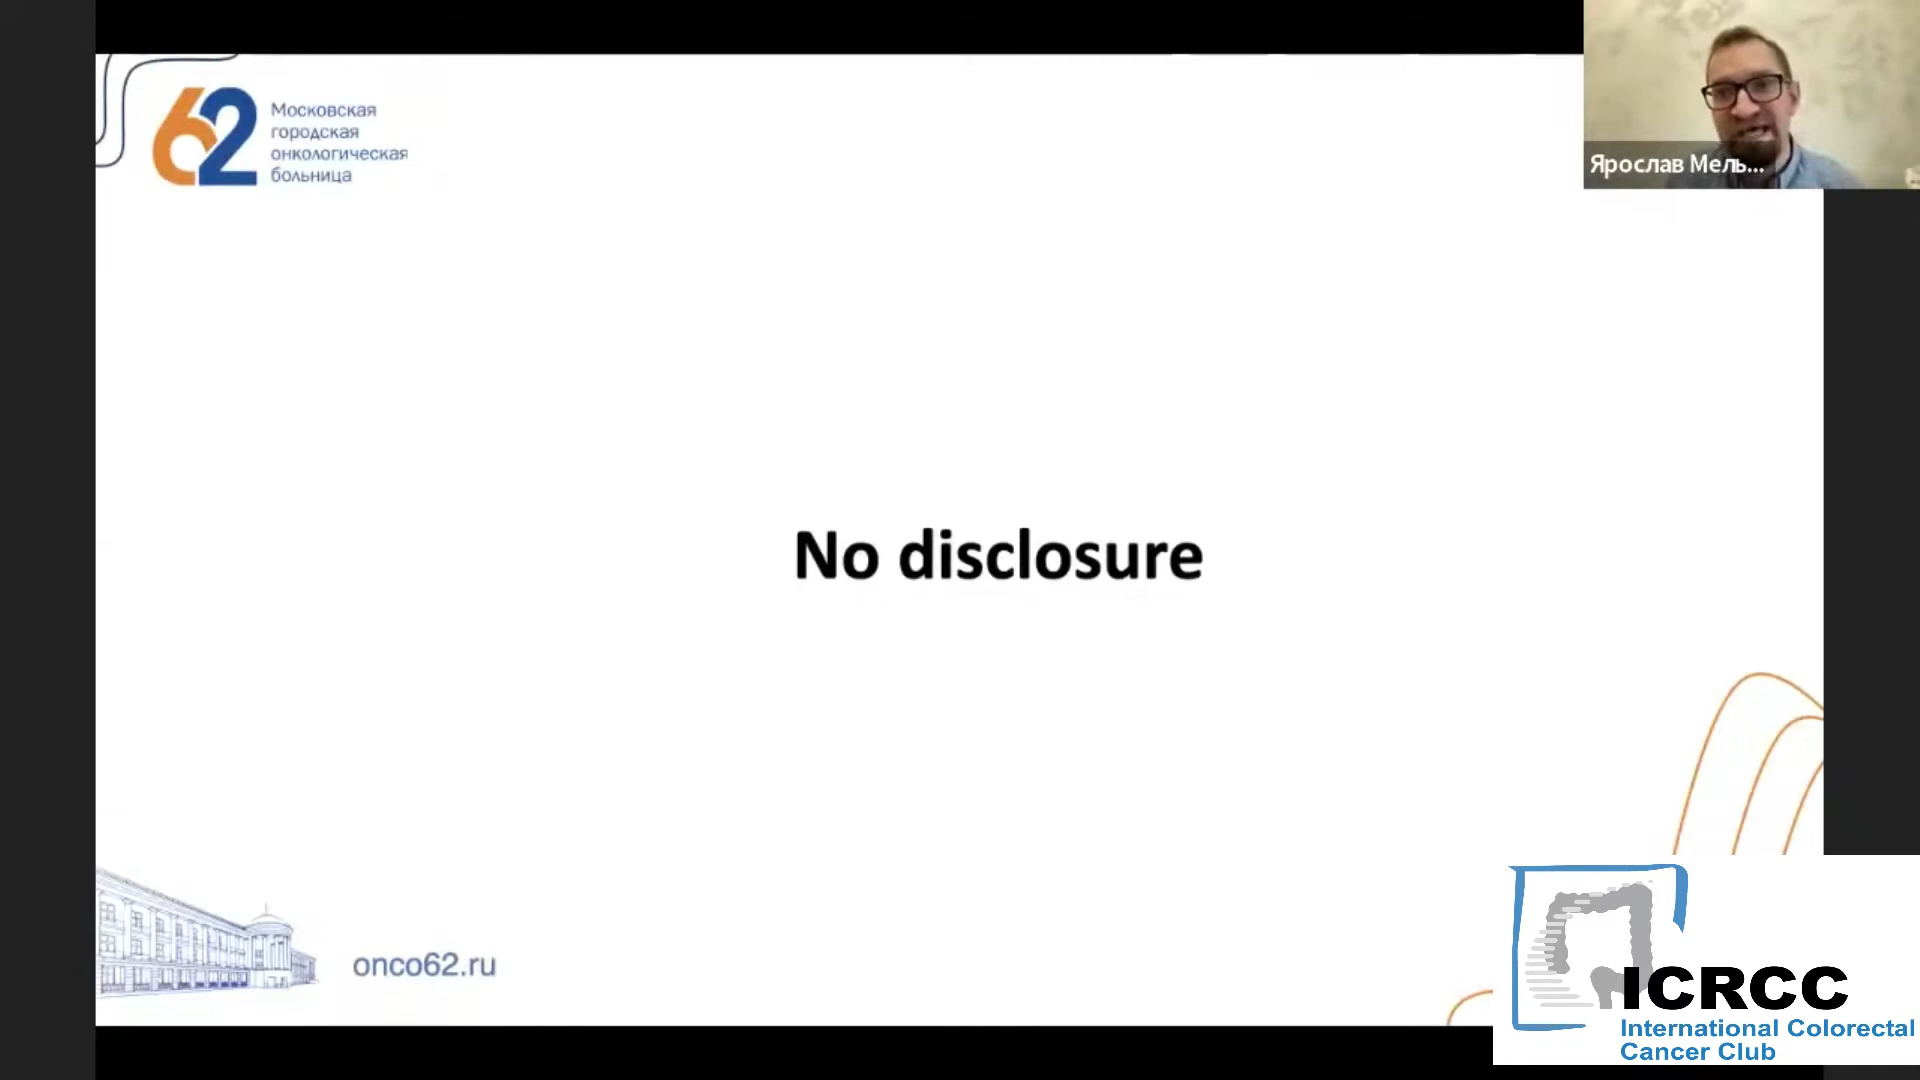 62
Московская
городская
онкологическая
больница
Ярослав Мель...
No disclosure
onco62.ru
ICRCC
International Colorectal
Cancer Club